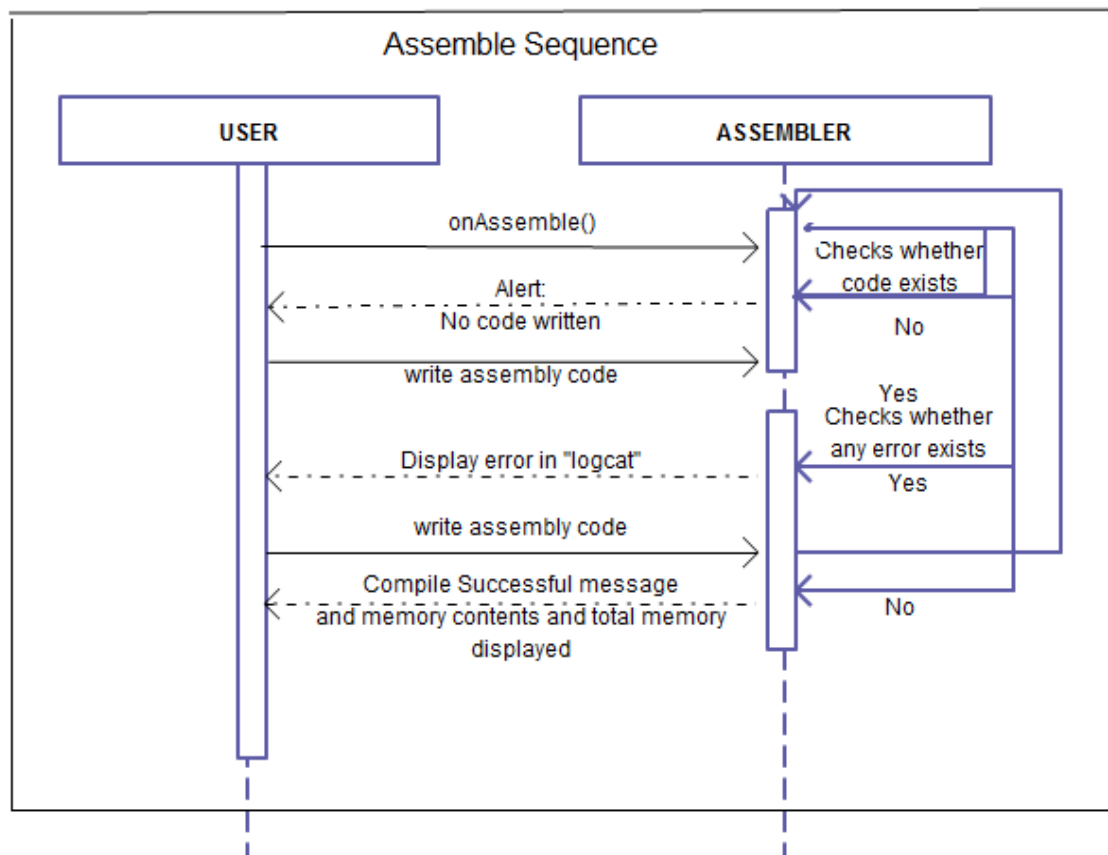 Assemble Sequence
USER
ASSEMBLER
onAssemble()
Checks whether
code exists
Alert:
No code written
No
write assembly code
Yes
Checks whether
any error exists
Display error in "logcat"
Yes
write assembly code
Compile Successful message
and memory contents and total memory
displayed
No